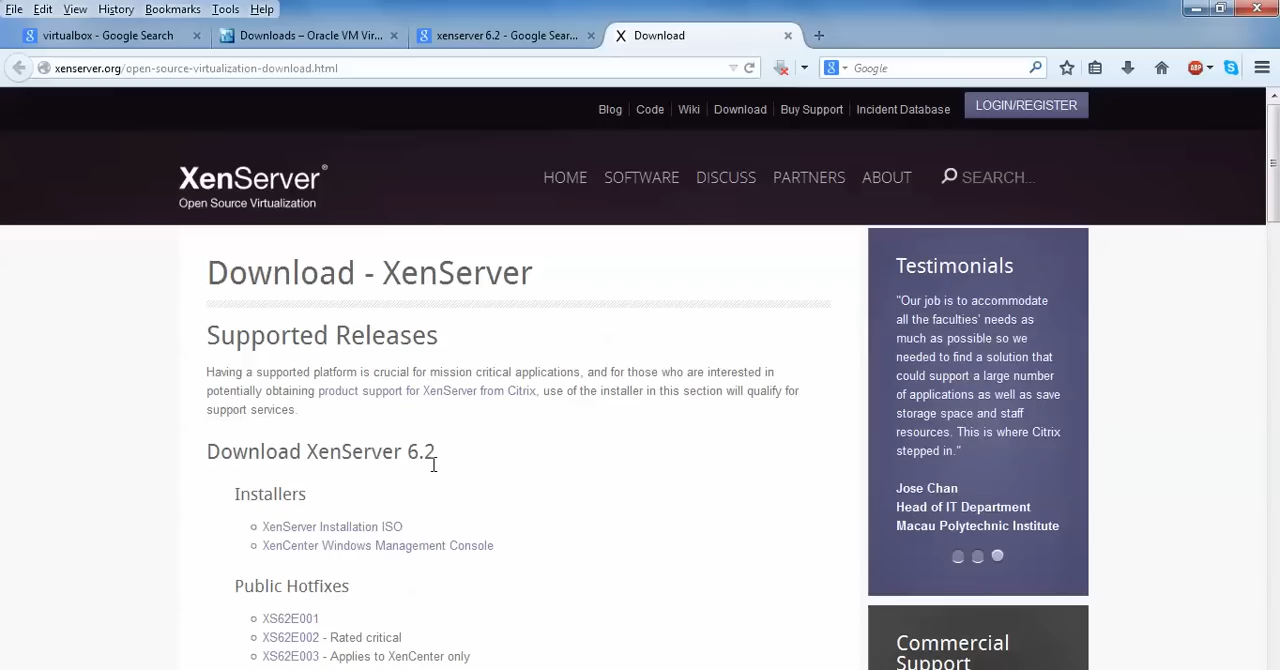 File Edit View History Bookmarks Tools Help
virtualbox - Google Search
Downloads – Oracle VM Vir...
xenserver 6.2 - Google Sear...
Download
xenserver.org/open-source-virtualization-download.html
Google
Blog Code Wiki Download Buy Support Incident Database LOGIN/REGISTER
XenServer®
Open Source Virtualization
HOME SOFTWARE DISCUSS PARTNERS ABOUT SEARCH...
Download - XenServer
Supported Releases
Having a supported platform is crucial for mission critical applications, and for those who are interested in
potentially obtaining product support for XenServer from Citrix, use of the installer in this section will qualify for
support services.
Download XenServer 6.2
Installers
XenServer Installation ISO
XenCenter Windows Management Console
Public Hotfixes
XS62E001
XS62E002 - Rated critical
XS62E003 - Applies to XenCenter only
Testimonials
"Our job is to accommodate
all the faculties' needs as
much as possible so we
needed to find a solution that
could support a large number
of applications as well as save
storage space and staff
resources. This is where Citrix
stepped in."
Jose Chan
Head of IT Department
Macau Polytechnic Institute
Commercial
Support